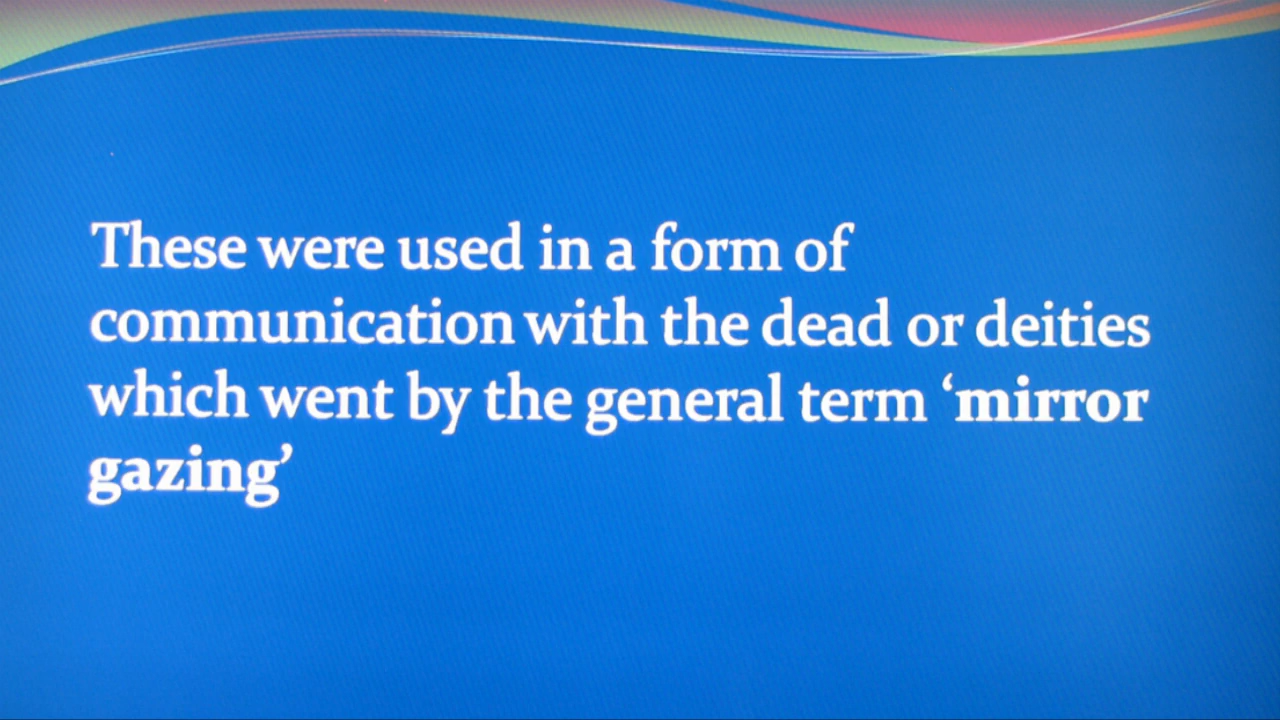 These were used in a form of
communication with the dead or deities
which went by the general term ‘mirror
gazing’